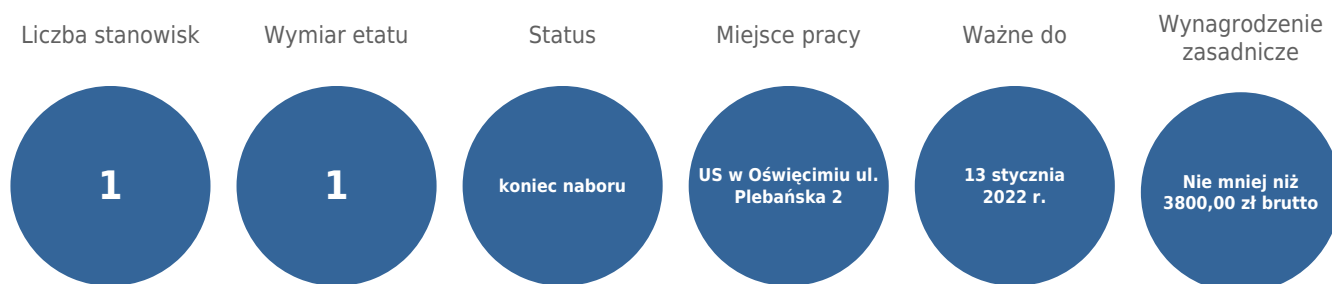 Liczba stanowisk
1
Wymiar etatu
1
Status
koniec naboru
Miejsce pracy
US w Oświęcimiu ul.
Plebańska 2
Ważne do
13 stycznia
2022 r.
Wynagrodzenie
zasadnicze
Nie mniej niż
3800,00 zł brutto